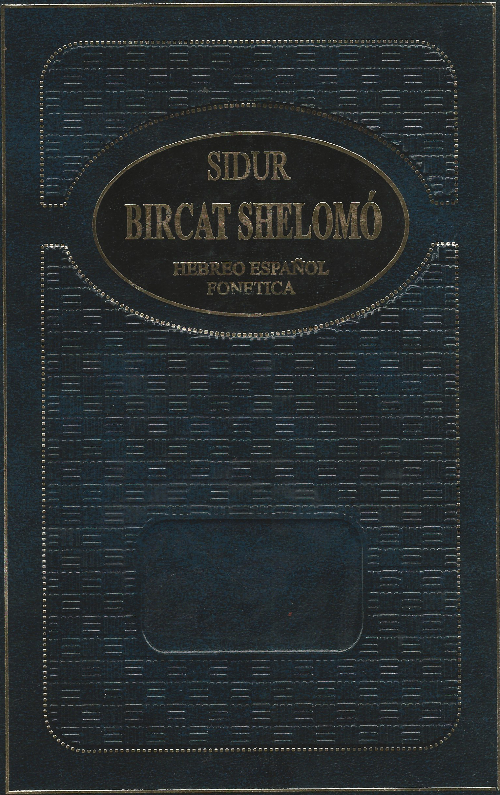 SIDUR
BIRCAT SHELOMÓ
HEBREO ESPAÑOL
FONETICA